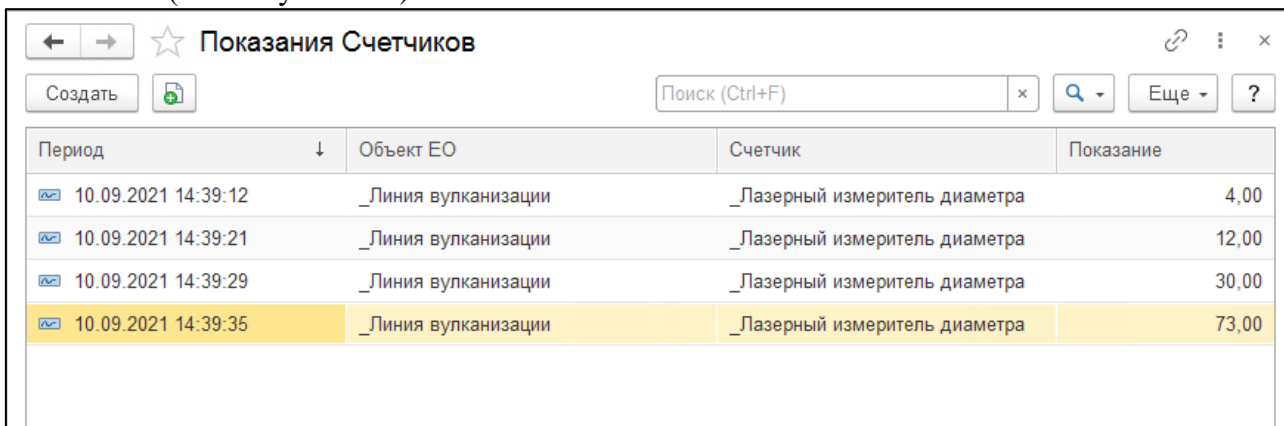 Показания Счетчиков
Создать Поиск (Ctrl+F) × Еще ?
Период ↓ Объект ЕО Счетчик Показание
10.09.2021 14:39:12 _Линия вулканизации _Лазерный измеритель диаметра 4,00
10.09.2021 14:39:21 _Линия вулканизации _Лазерный измеритель диаметра 12,00
10.09.2021 14:39:29 _Линия вулканизации _Лазерный измеритель диаметра 30,00
10.09.2021 14:39:35 _Линия вулканизации _Лазерный измеритель диаметра 73,00